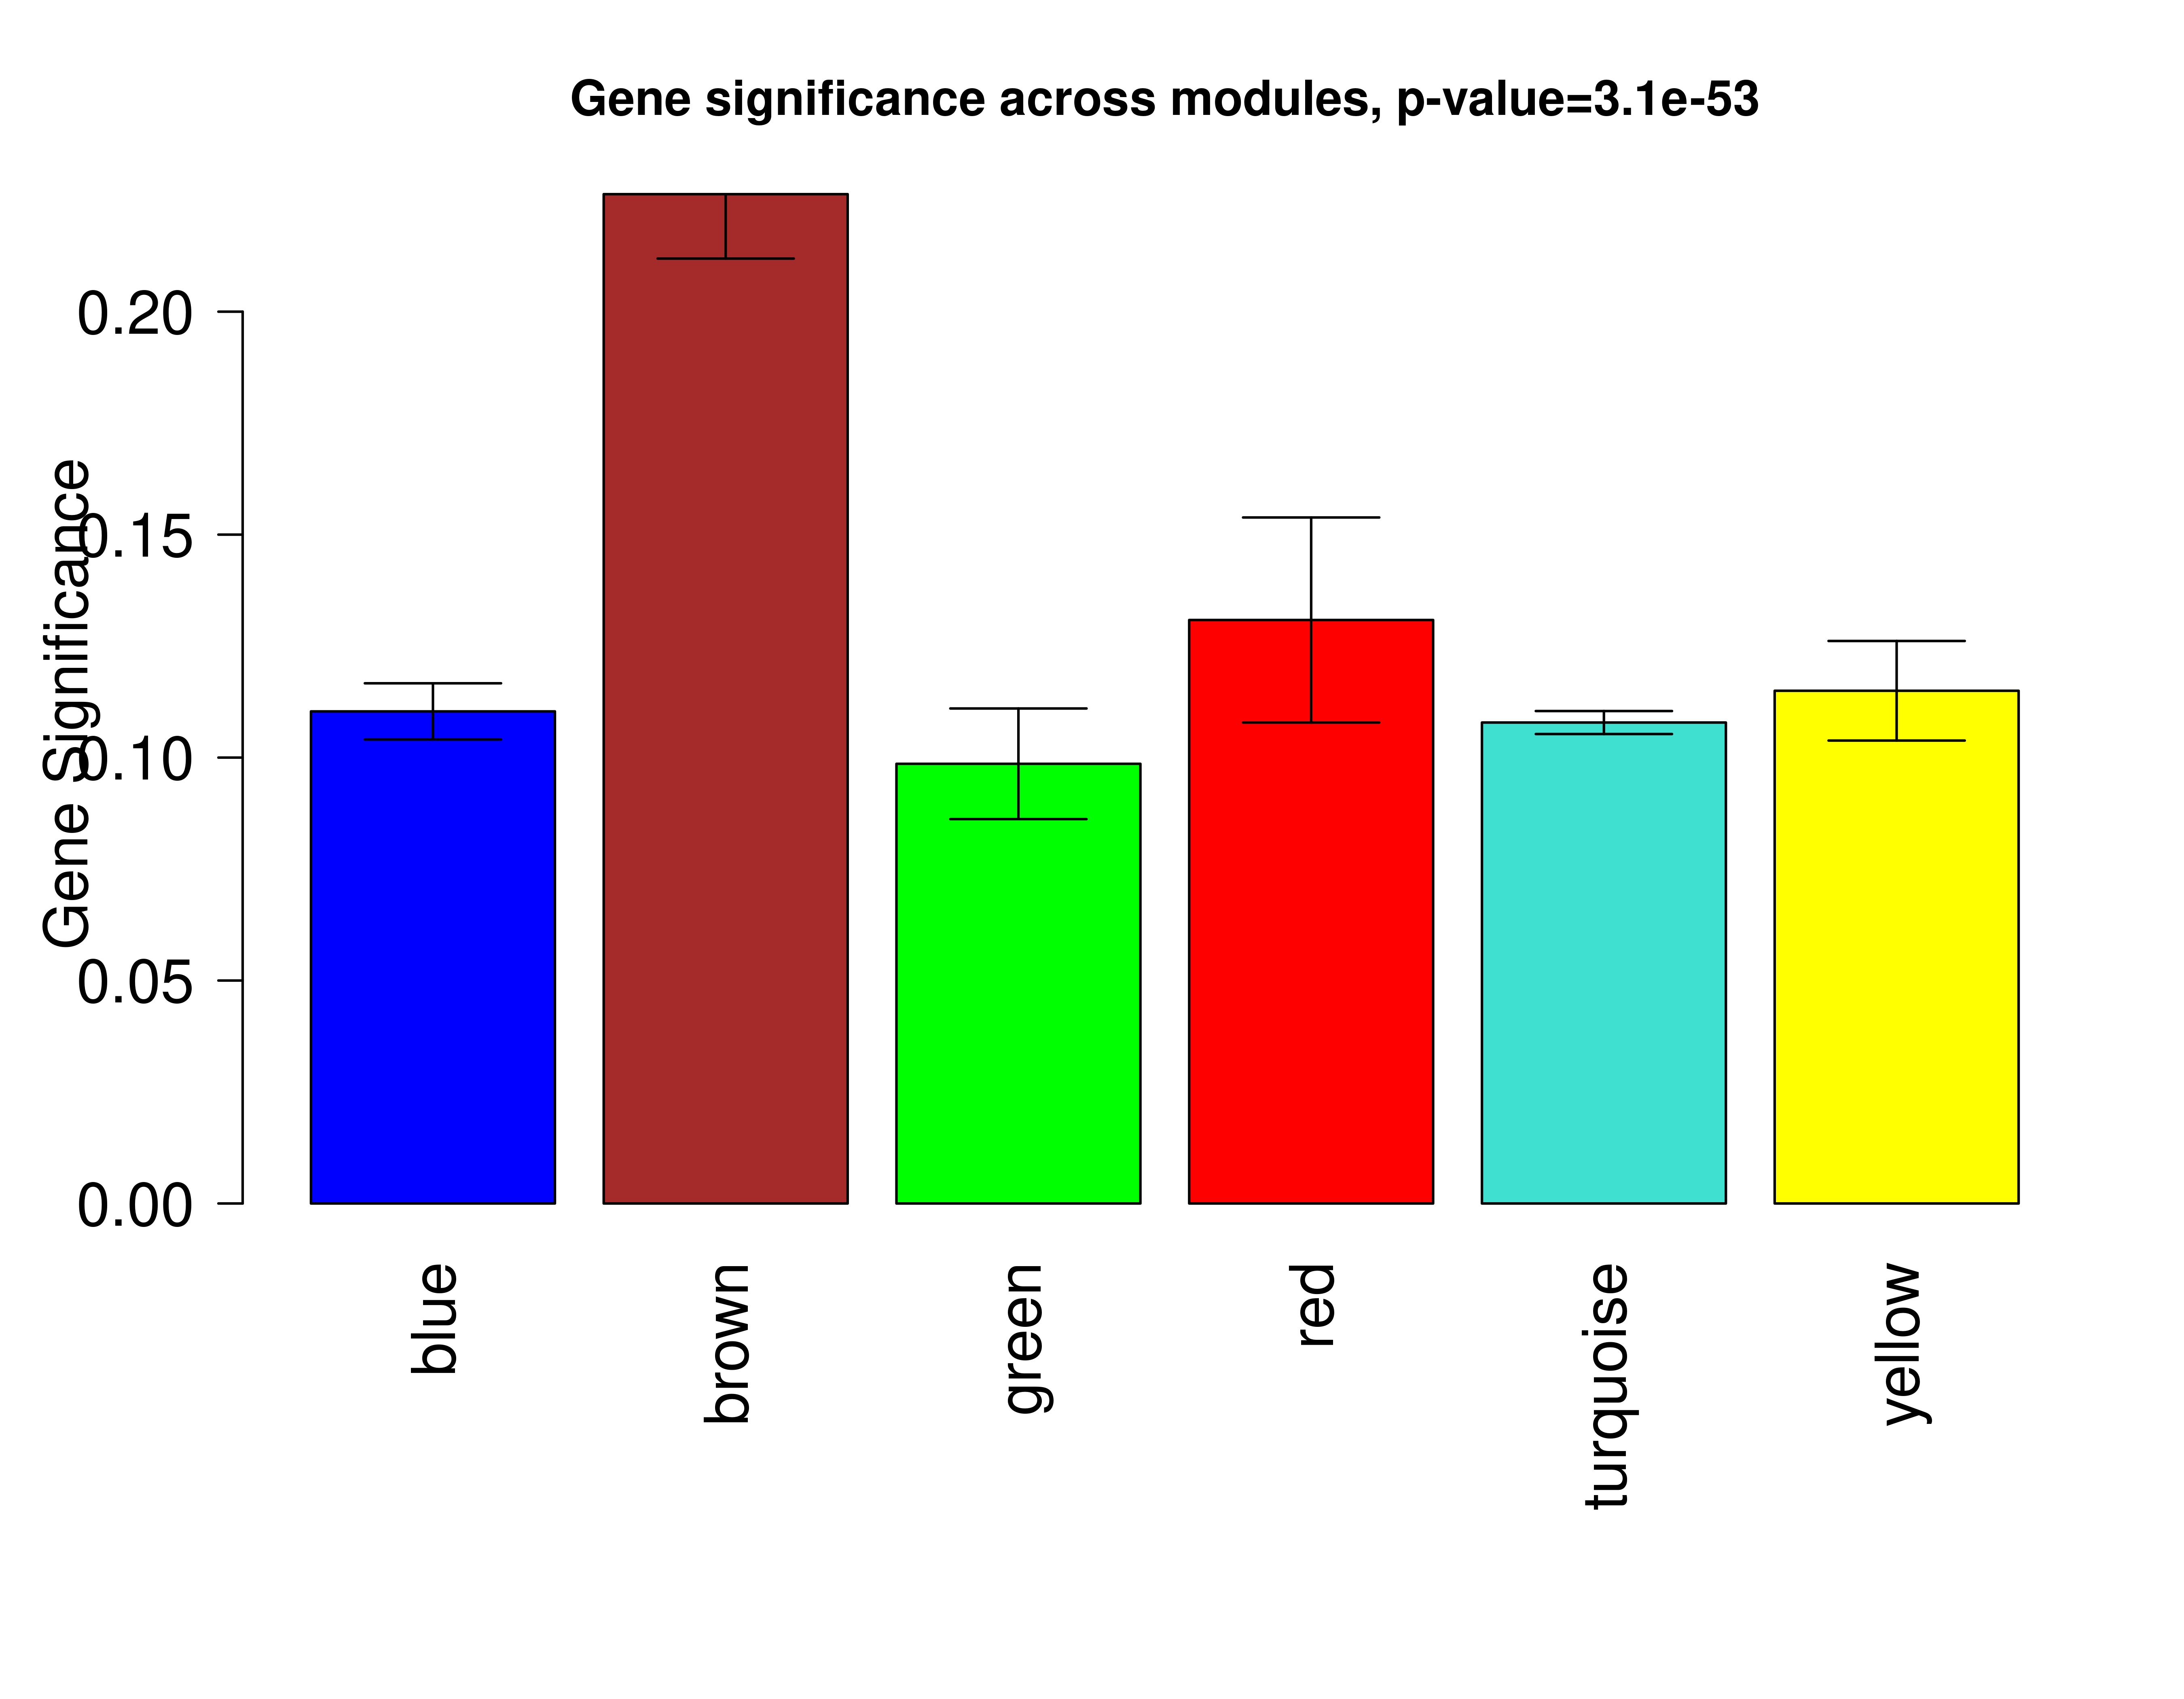 Gene significance across modules, p-value=3.1e-53
Gene Significance
0.20
0.15
0.10
0.05
0.00
blue
brown
green
red
turquoise
yellow